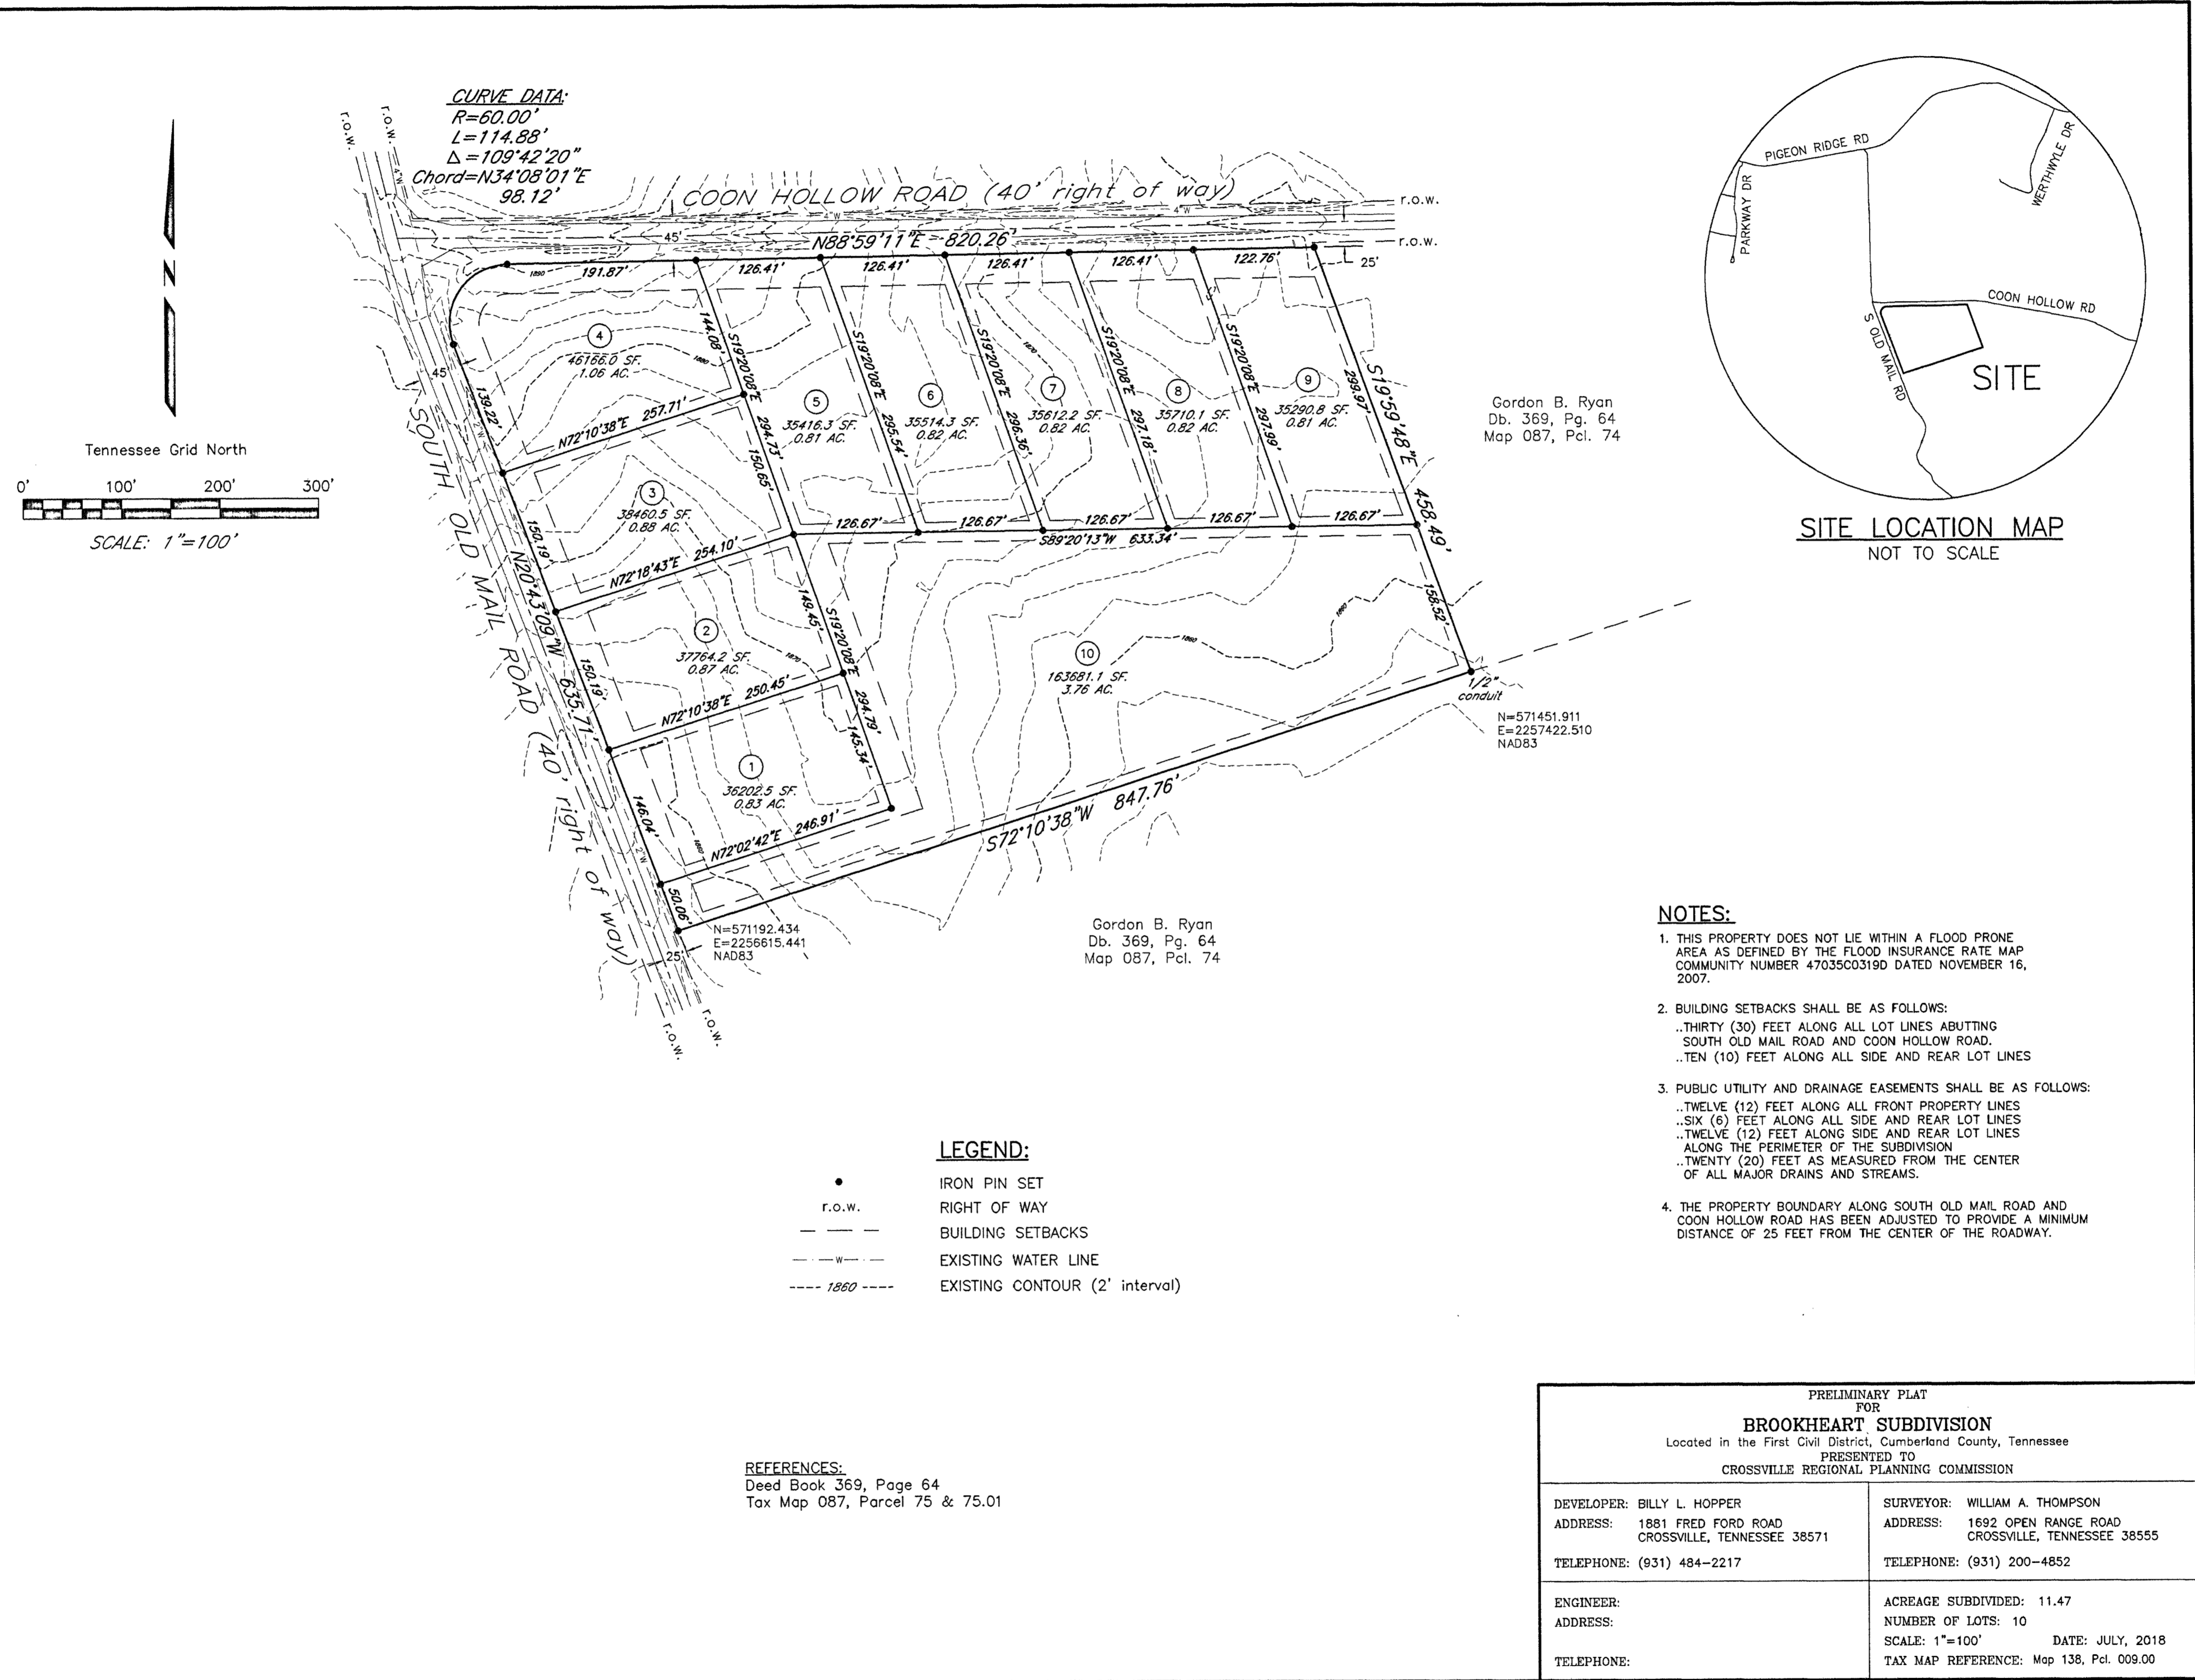 CURVE DATA:
R=60.00'
L=114.88'
Δ=109°42'20"
Chord=N34°08'01"E
98.12'
r.o.w.
r.o.w.
4"W
COON HOLLOW ROAD (40' right of way)
4"W
4"W
r.o.w.
r.o.w.
45'
N88°59'11"E - 820.26'
1890
191.87'
126.41'
126.41'
126.41'
126.41'
122.76'
25'
N
Tennessee Grid North
0' 100' 200' 300'
SCALE: 1"=100'
4
46166.0 SF.
1.06 AC.
1880
144.08'
S19°20'08"E 294.73'
150.65'
45'
139.22'
2"W
N72°10'38"E 257.71'
5
35416.3 SF.
0.81 AC.
S19°20'08"E 295.54'
6
35514.3 SF.
0.82 AC.
S19°20'08"E 296.36'
1870
7
35612.2 SF.
0.82 AC.
S19°20'08"E 297.18'
8
35710.1 SF.
0.82 AC.
S19°20'08"E 297.99'
9
35290.8 SF.
0.81 AC.
299.97'
S19°59'48"E 458.49'
158.52'
Gordon B. Ryan
Db. 369, Pg. 64
Map 087, Pcl. 74
3
38460.5 SF.
0.88 AC.
150.19'
N72°18'43"E 254.10'
126.67'
126.67'
126.67'
126.67'
126.67'
S89°20'13"W 633.34'
SOUTH OLD MAIL ROAD (40' right of way)
N20°43'09"W 635.71'
2
37764.2 SF.
0.87 AC.
1870
150.19'
149.45'
S19°20'08"E 294.79'
145.34'
N72°10'38"E 250.45'
10
163681.1 SF.
3.76 AC.
1860
1860
1/2"
conduit
N=571451.911
E=2257422.510
NAD83
1
36202.5 SF.
0.83 AC.
146.04'
2"W
1860
N72°02'42"E 246.91'
S72°10'38"W 847.76'
50.06'
N=571192.434
E=2256615.441
NAD83
25'
r.o.w.
r.o.w.
Gordon B. Ryan
Db. 369, Pg. 64
Map 087, Pcl. 74
PIGEON RIDGE RD
WERTHWYLE DR
PARKWAY DR
COON HOLLOW RD
S OLD MAIL RD
SITE
SITE LOCATION MAP
NOT TO SCALE
NOTES:
1. THIS PROPERTY DOES NOT LIE WITHIN A FLOOD PRONE
AREA AS DEFINED BY THE FLOOD INSURANCE RATE MAP
COMMUNITY NUMBER 47035C0319D DATED NOVEMBER 16,
2007.
2. BUILDING SETBACKS SHALL BE AS FOLLOWS:
..THIRTY (30) FEET ALONG ALL LOT LINES ABUTTING
SOUTH OLD MAIL ROAD AND COON HOLLOW ROAD.
..TEN (10) FEET ALONG ALL SIDE AND REAR LOT LINES
3. PUBLIC UTILITY AND DRAINAGE EASEMENTS SHALL BE AS FOLLOWS:
..TWELVE (12) FEET ALONG ALL FRONT PROPERTY LINES
..SIX (6) FEET ALONG ALL SIDE AND REAR LOT LINES
..TWELVE (12) FEET ALONG SIDE AND REAR LOT LINES
ALONG THE PERIMETER OF THE SUBDIVISION
..TWENTY (20) FEET AS MEASURED FROM THE CENTER
OF ALL MAJOR DRAINS AND STREAMS.
4. THE PROPERTY BOUNDARY ALONG SOUTH OLD MAIL ROAD AND
COON HOLLOW ROAD HAS BEEN ADJUSTED TO PROVIDE A MINIMUM
DISTANCE OF 25 FEET FROM THE CENTER OF THE ROADWAY.
LEGEND:
IRON PIN SET
r.o.w. RIGHT OF WAY
BUILDING SETBACKS
W EXISTING WATER LINE
1860 EXISTING CONTOUR (2' interval)
REFERENCES:
Deed Book 369, Page 64
Tax Map 087, Parcel 75 & 75.01
PRELIMINARY PLAT
FOR
BROOKHEART SUBDIVISION
Located in the First Civil District, Cumberland County, Tennessee
PRESENTED TO
CROSSVILLE REGIONAL PLANNING COMMISSION
DEVELOPER: BILLY L. HOPPER
ADDRESS: 1881 FRED FORD ROAD
CROSSVILLE, TENNESSEE 38571
TELEPHONE: (931) 484-2217
SURVEYOR: WILLIAM A. THOMPSON
ADDRESS: 1692 OPEN RANGE ROAD
CROSSVILLE, TENNESSEE 38555
TELEPHONE: (931) 200-4852
ENGINEER:
ADDRESS:
TELEPHONE:
ACREAGE SUBDIVIDED: 11.47
NUMBER OF LOTS: 10
SCALE: 1"=100' DATE: JULY, 2018
TAX MAP REFERENCE: Map 138, Pcl. 009.00